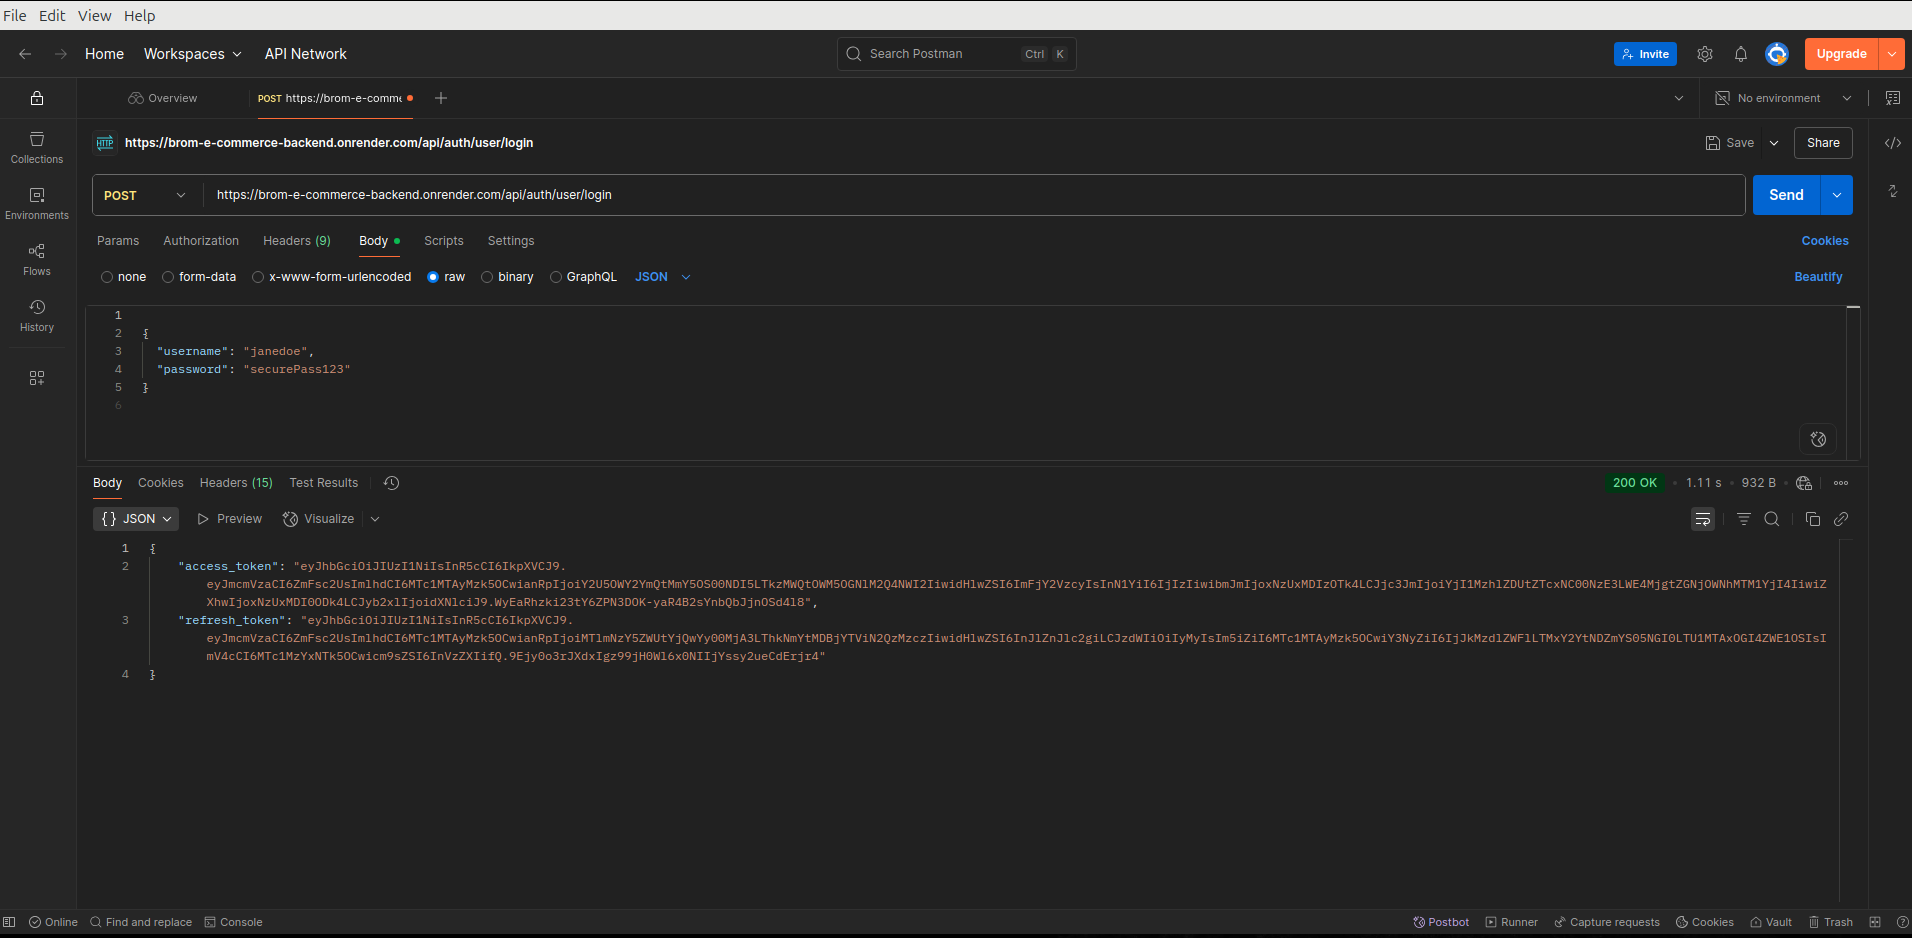 File Edit View Help
Home Workspaces API Network Search Postman Ctrl K Invite Upgrade
Overview POST https://brom-e-comme No environment
HTTP https://brom-e-commerce-backend.onrender.com/api/auth/user/login Save Share
Collections
POST https://brom-e-commerce-backend.onrender.com/api/auth/user/login Send
Environments
Params Authorization Headers (9) Body Scripts Settings Cookies
Flows
none form-data x-www-form-urlencoded raw binary GraphQL JSON Beautify
History
1
2 {
3 "username": "janedoe",
4 "password": "securePass123"
5 }
6
Body Cookies Headers (15) Test Results 200 OK 1.11 s 932 B
{} JSON Preview Visualize
1 {
2 "access_token": "eyJhbGciOiJIUzI1NiIsInR5cCI6IkpXVCJ9.
3 "refresh_token": "eyJhbGciOiJIUzI1NiIsInR5cCI6IkpXVCJ9.
4 }
Online Find and replace Console Postbot Runner Capture requests Cookies Vault Trash